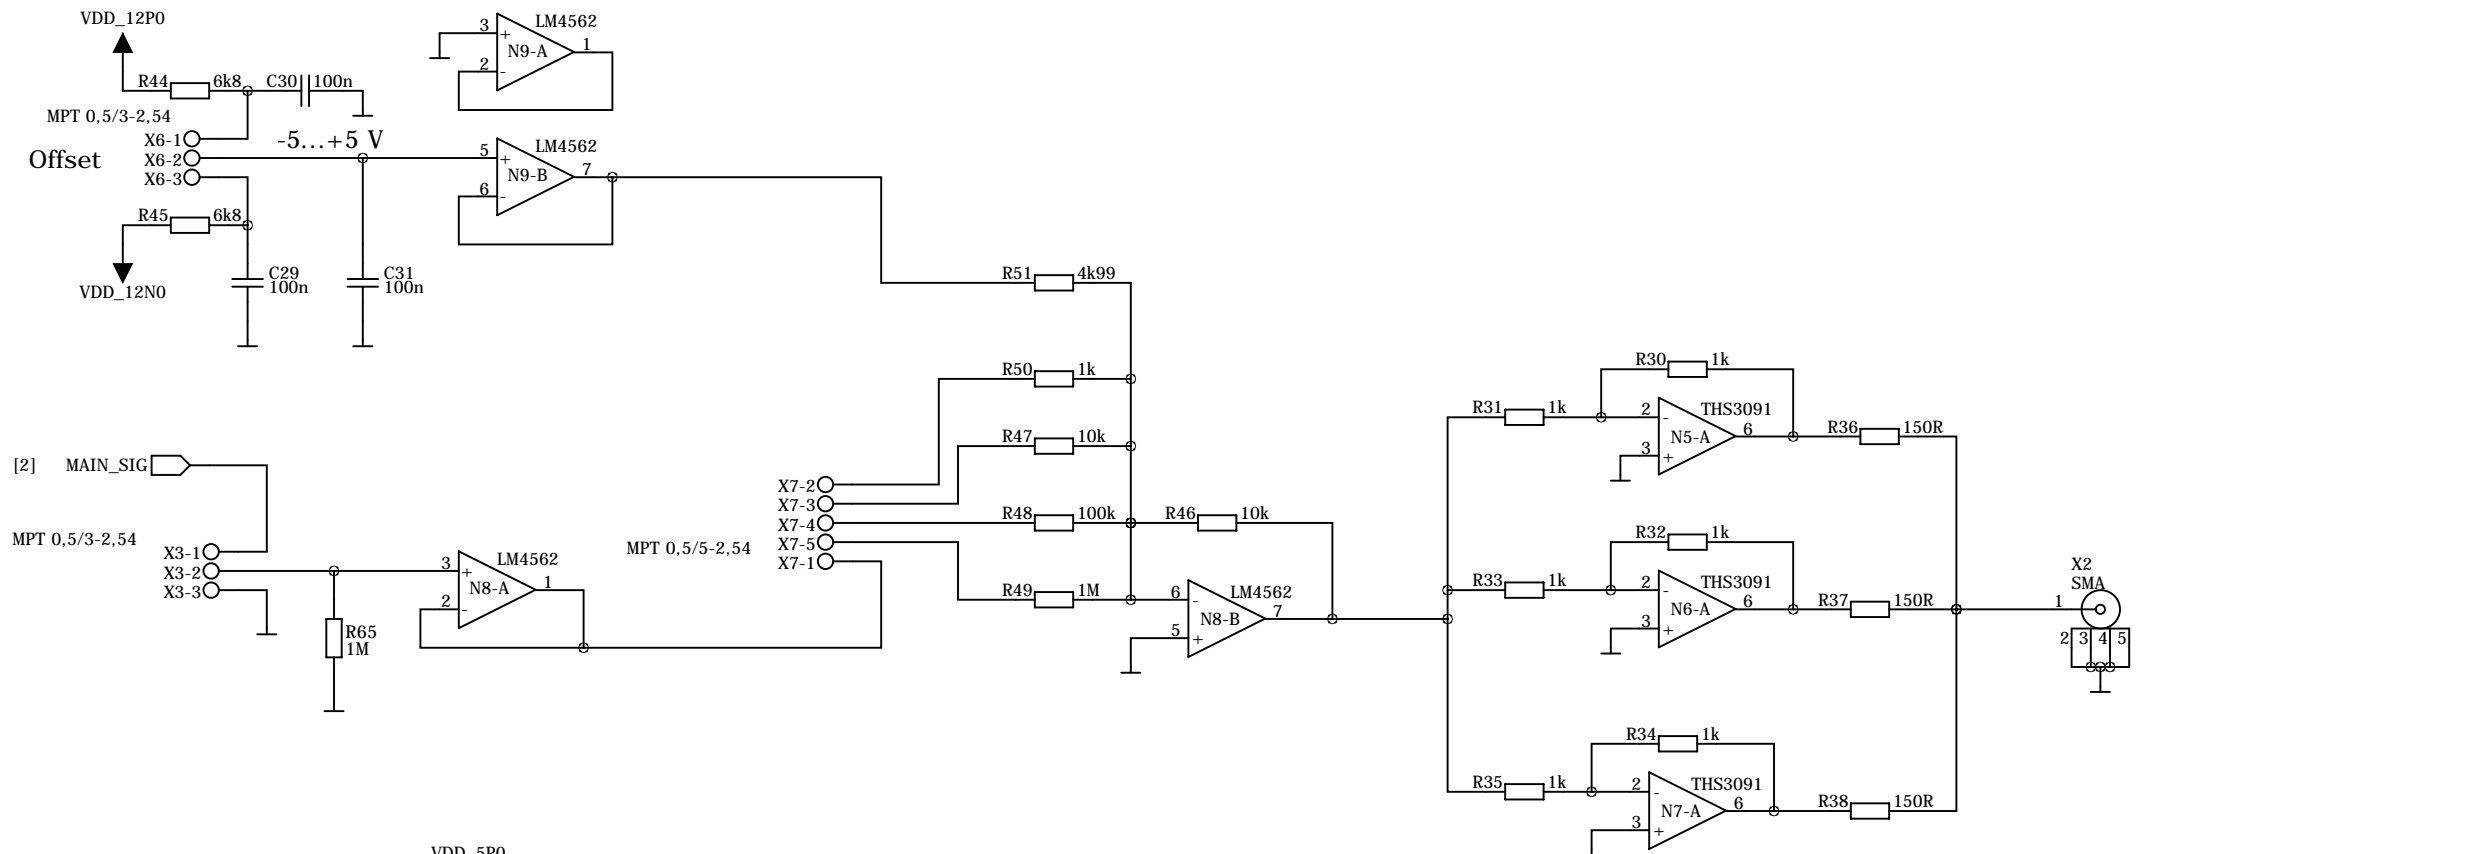 VDD_12P0
R44 6k8 C30 100n
MPT 0,5/3-2,54
X6-1
X6-2
X6-3
Offset
-5...+5 V
R45 6k8
VDD_12N0
C29
100n
C31
100n
LM4562
N9-A
3
+
2
-
1
LM4562
N9-B
5
+
6
-
7
R51 4k99
R50 1k
R47 10k
R48 100k
R46 10k
R49 1M
[2] MAIN_SIG
MPT 0,5/3-2,54
X3-1
X3-2
X3-3
R65
1M
LM4562
N8-A
3
+
2
-
1
MPT 0,5/5-2,54
X7-2
X7-3
X7-4
X7-5
X7-1
LM4562
N8-B
6
-
5
+
7
R30 1k
R31 1k
THS3091
N5-A
2
-
3
+
6
R36 150R
R32 1k
R33 1k
THS3091
N6-A
2
-
3
+
6
R37 150R
R34 1k
R35 1k
THS3091
N7-A
2
-
3
+
6
R38 150R
X2
SMA
1
2 3 4 5
VDD_5P0